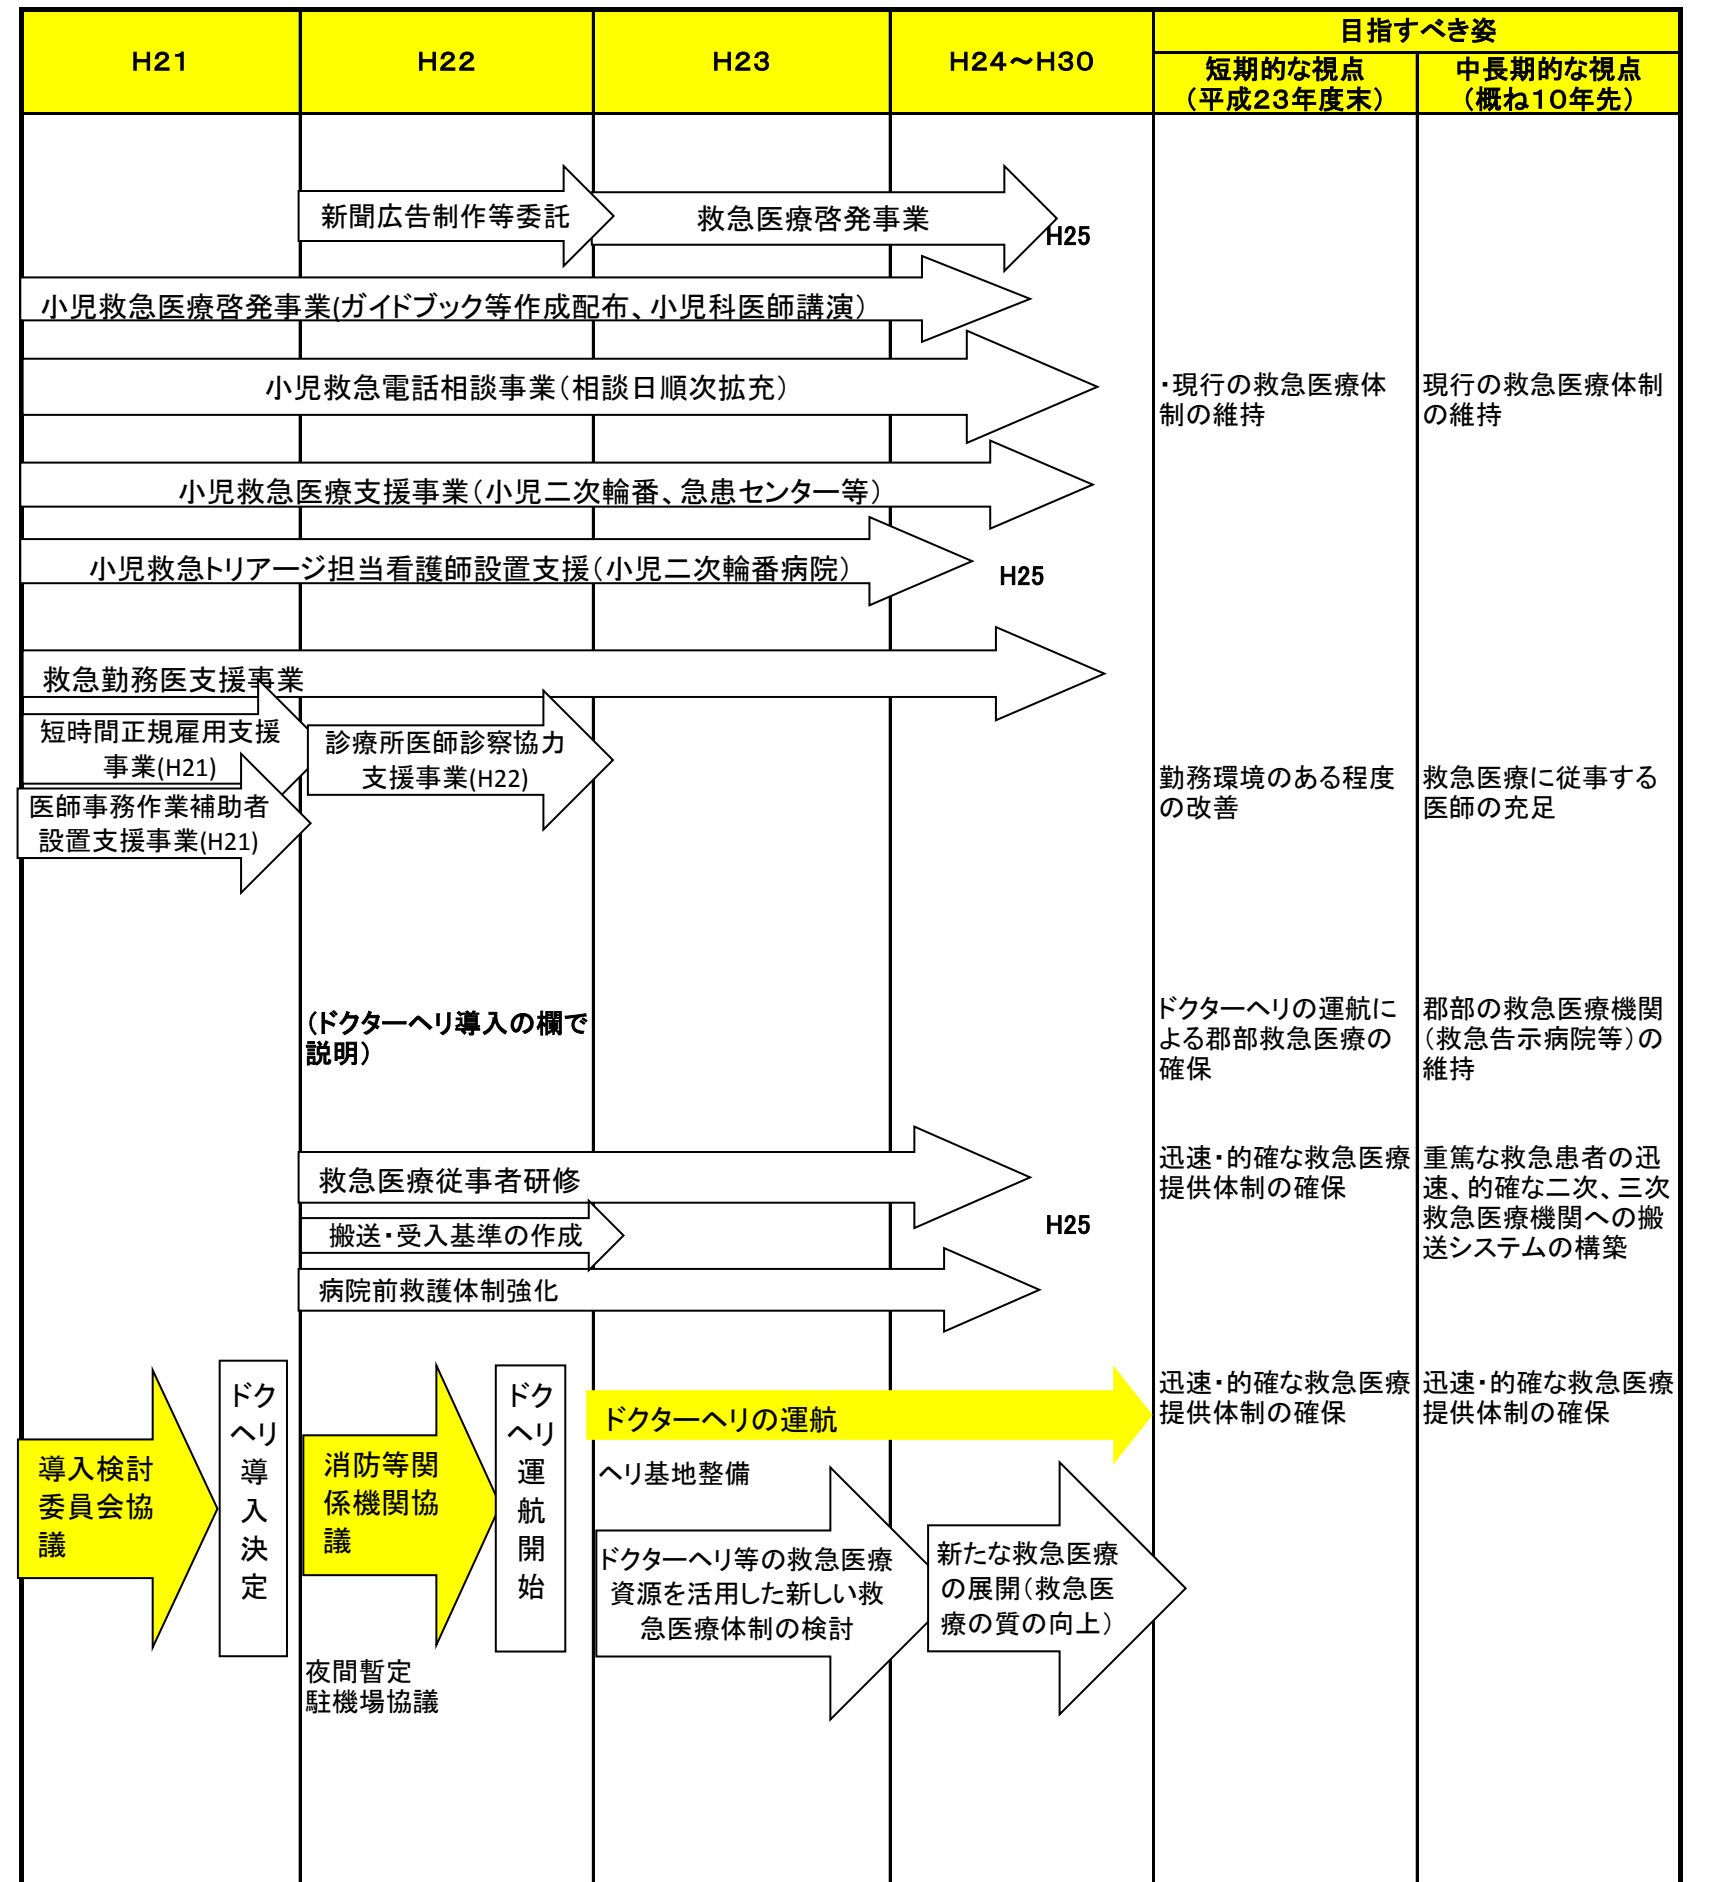 H21
H22
H23
H24～H30
目指すべき姿
短期的な視点
（平成23年度末）
中長期的な視点
（概ね10年先）
新聞広告制作等委託
救急医療啓発事業
H25
小児救急医療啓発事業(ガイドブック等作成配布、小児科医師講演）
小児救急電話相談事業（相談日順次拡充）
・現行の救急医療体
制の維持
現行の救急医療体制
の維持
小児救急医療支援事業（小児二次輪番、急患センター等）
小児救急トリアージ担当看護師設置支援（小児二次輪番病院）
H25
救急勤務医支援事業
短時間正規雇用支援
事業(H21)
診療所医師診察協力
支援事業(H22)
医師事務作業補助者
設置支援事業(H21)
勤務環境のある程度
の改善
救急医療に従事する
医師の充足
（ドクターヘリ導入の欄で
説明）
ドクターヘリの運航に
よる郡部救急医療の
確保
郡部の救急医療機関
（救急告示病院等）の
維持
救急医療従事者研修
搬送・受入基準の作成
H25
病院前救護体制強化
迅速・的確な救急医療
提供体制の確保
重篤な救急患者の迅
速、的確な二次、三次
救急医療機関への搬
送システムの構築
導入検討
委員会協
議
ドク
ヘリ
導
入
決
定
消防等関
係機関協
議
ドク
ヘリ
運
航
開
始
夜間暫定
駐機場協議
ドクターヘリの運航
ヘリ基地整備
ドクターヘリ等の救急医療
資源を活用した新しい救
急医療体制の検討
新たな救急医療
の展開（救急医
療の質の向上）
迅速・的確な救急医療
提供体制の確保
迅速・的確な救急医療
提供体制の確保